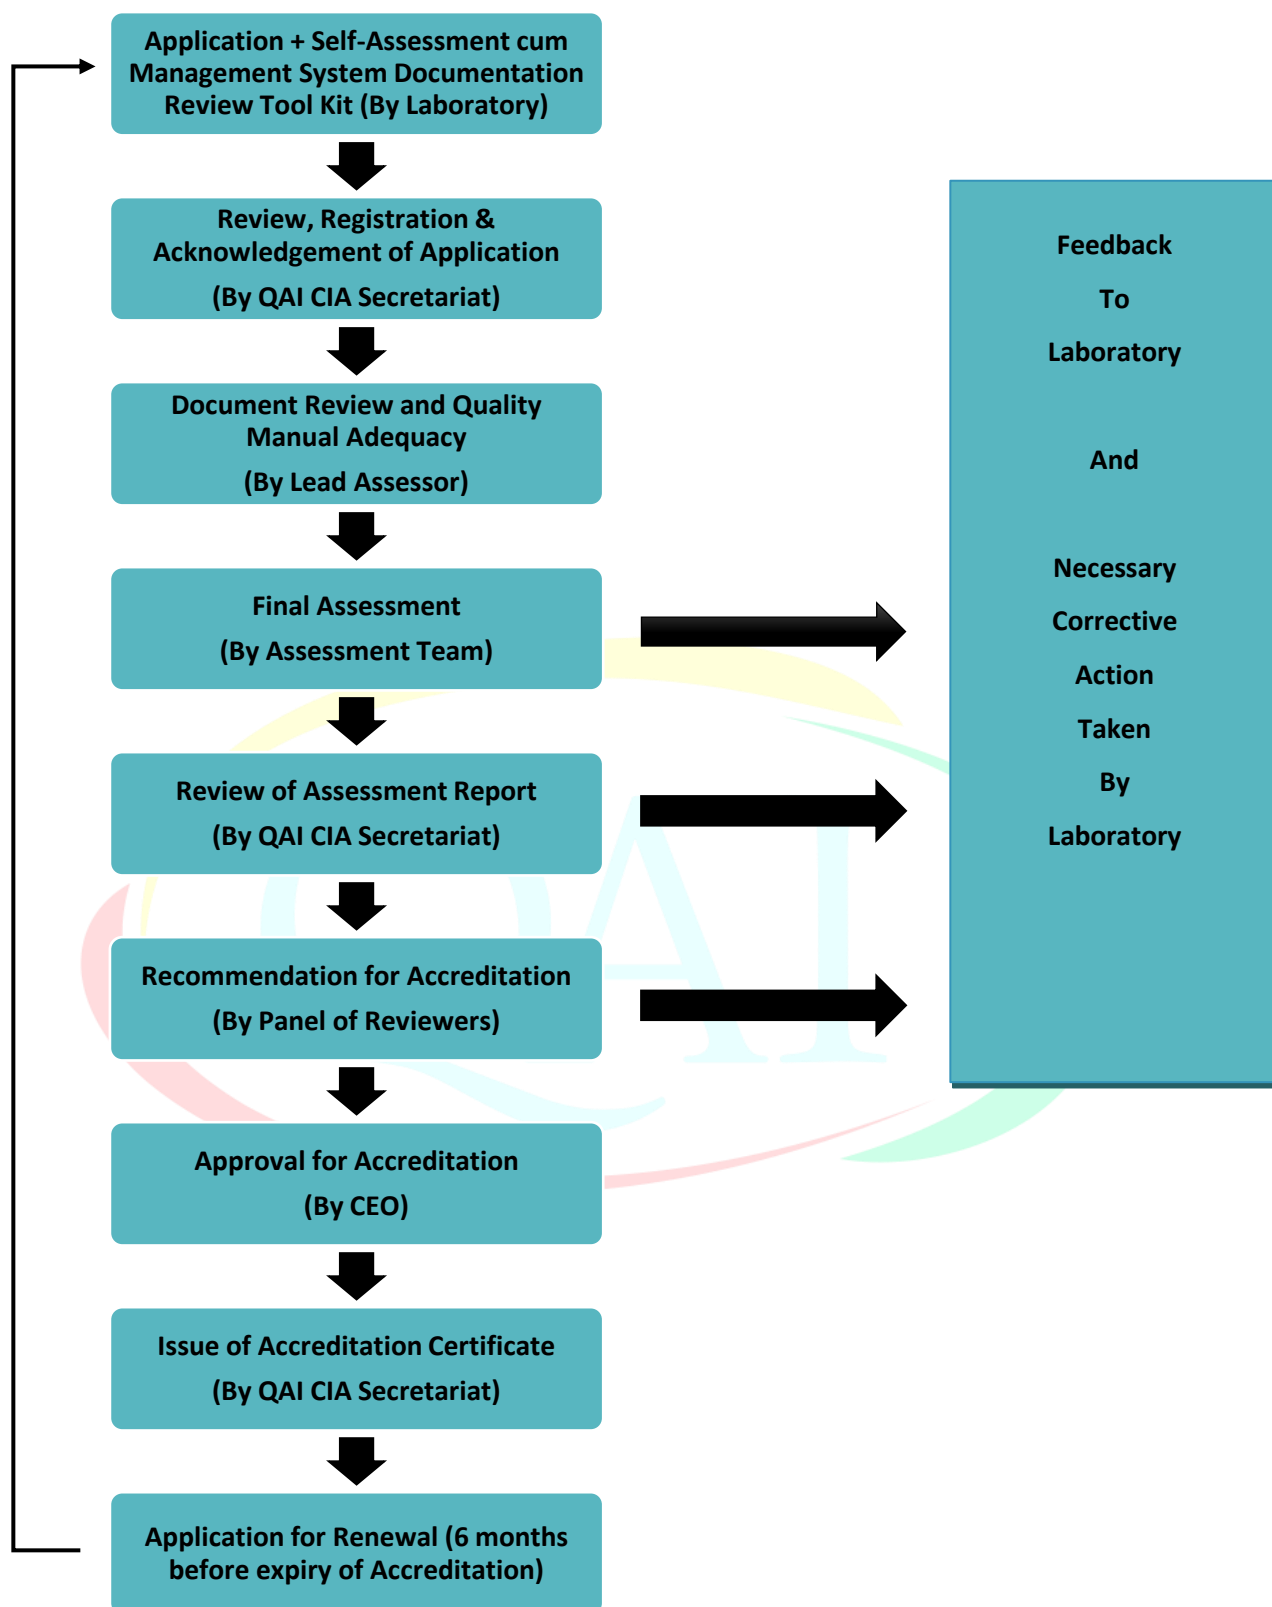 Application + Self-Assessment cum
Management System Documentation
Review Tool Kit (By Laboratory)
Review, Registration &
Acknowledgement of Application
(By QAI CIA Secretariat)
Document Review and Quality
Manual Adequacy
(By Lead Assessor)
Final Assessment
(By Assessment Team)
Review of Assessment Report
(By QAI CIA Secretariat)
Recommendation for Accreditation
(By Panel of Reviewers)
Approval for Accreditation
(By CEO)
Issue of Accreditation Certificate
(By QAI CIA Secretariat)
Application for Renewal (6 months
before expiry of Accreditation)
Feedback
To
Laboratory
And
Necessary
Corrective
Action
Taken
By
Laboratory
QAI